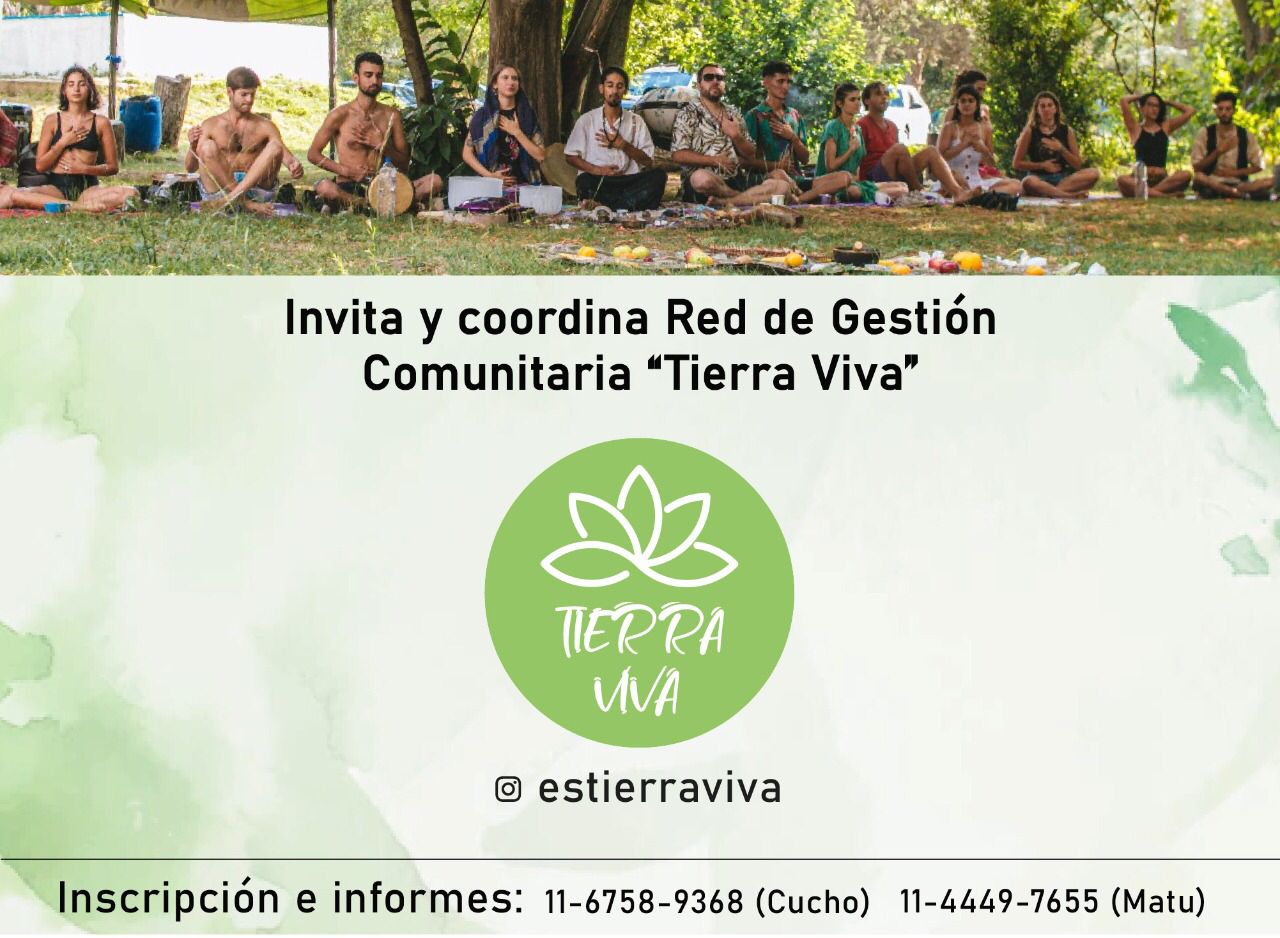 Invita y coordina Red de Gestión
Comunitaria “Tierra Viva”
TIERRA
VIVA
estierraviva
Inscripción e informes: 11-6758-9368 (Cucho) 11-4449-7655 (Matu)